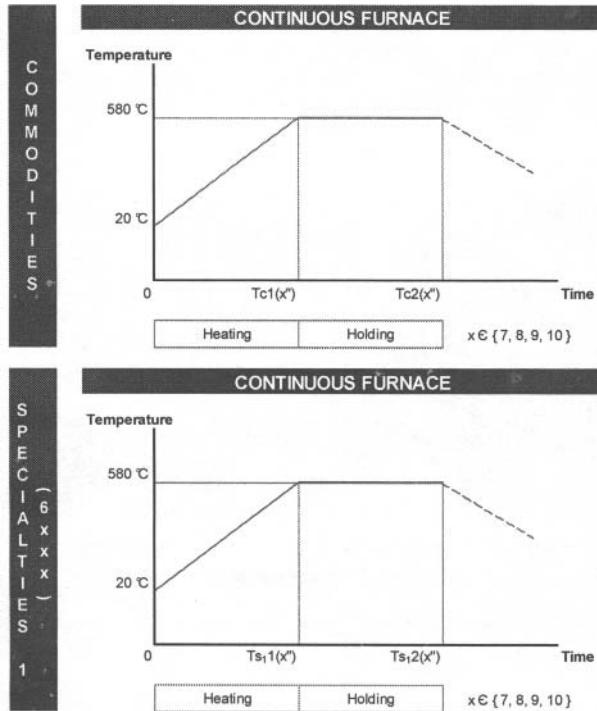 CONTINUOUS FURNACE
COMMODITIES
Temperature
580 °C
20 °C
0 Tc1(x") Tc2(x") Time
Heating Holding x Є {7, 8, 9, 10}
CONTINUOUS FURNACE
SPECIALTIES 1
(6xxx)
Temperature
580 °C
20 °C
0 Ts₁1(x") Ts₁2(x") Time
Heating Holding x Є {7, 8, 9, 10}